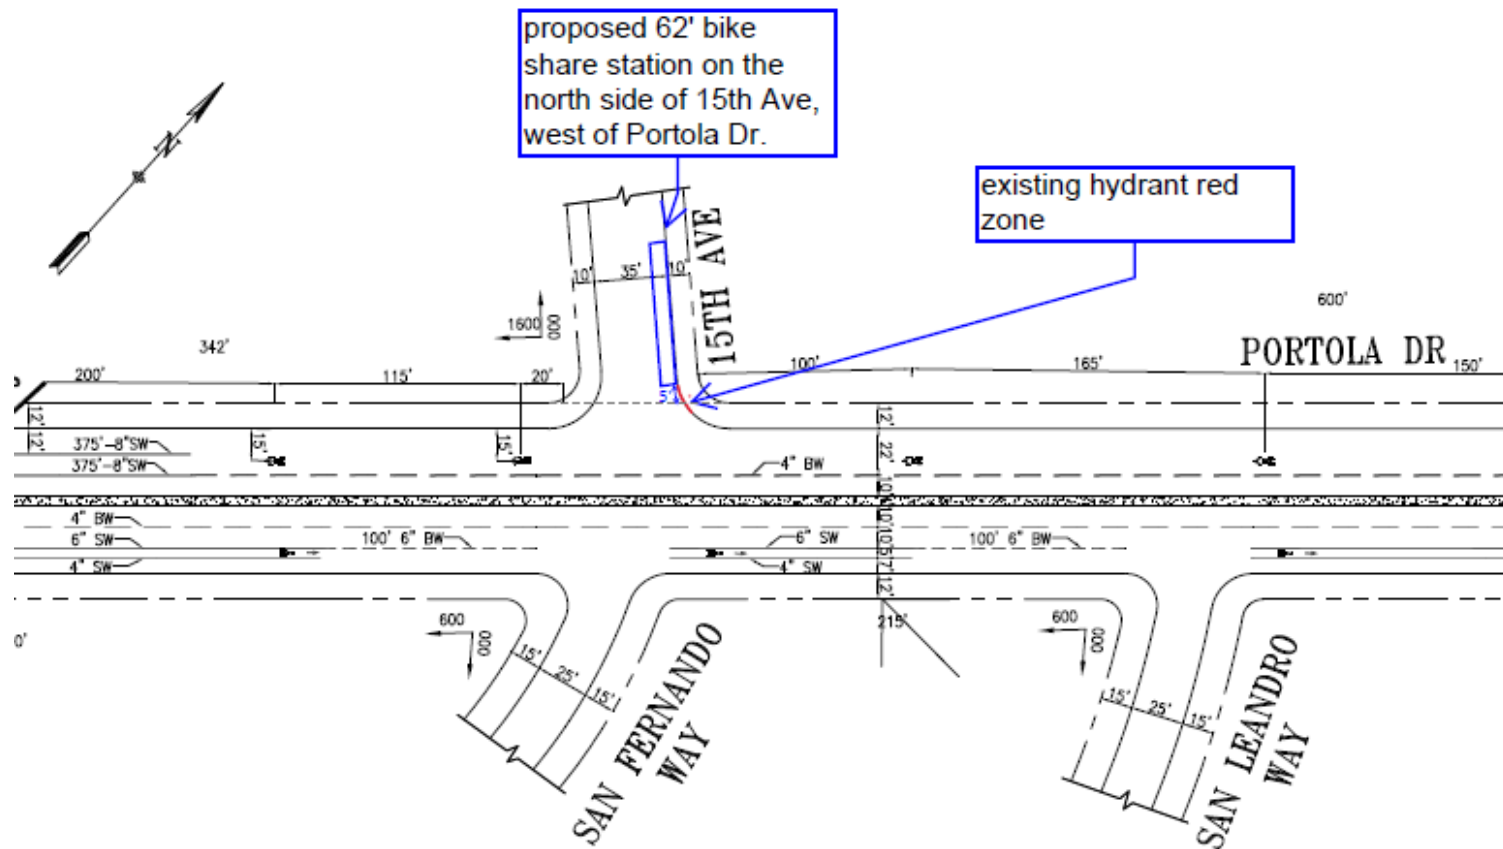 proposed 62' bike
share station on the
north side of 15th Ave,
west of Portola Dr.
existing hydrant red
zone
N
15TH AVE
10'
35'
10'
1600
000
600'
PORTOLA DR
342'
200'
115'
20'
100'
165'
150'
5'
12'
12'
375'-8"SW
375'-8"SW
15'
15'
12'
22'
10'
4" BW
4" BW
6" SW
4" SW
100' 6" BW
6" SW
4" SW
100' 6" BW
10'
10'
5'
7'
12'
215'
0'
600
000
600
000
15'
25'
15'
SAN FERNANDO
WAY
15'
25'
15'
SAN LEANDRO
WAY